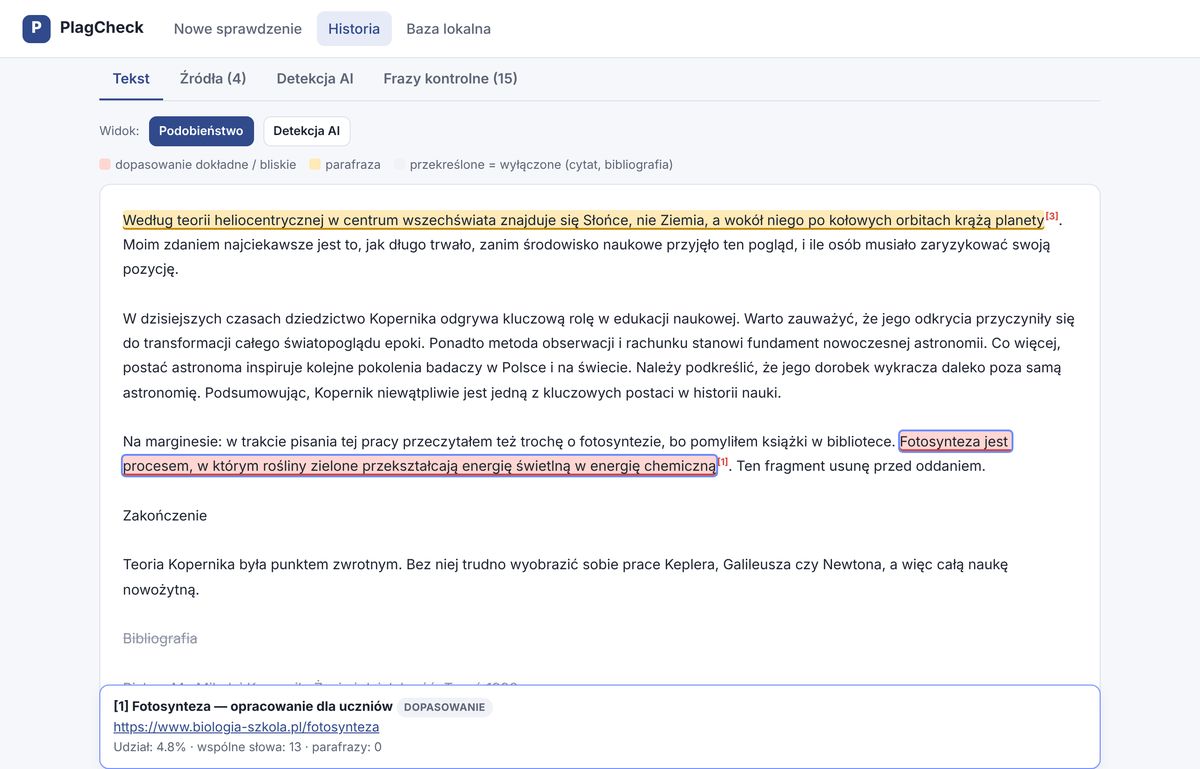 P PlagCheck Nowe sprawdzenie Historia Baza lokalna
Tekst Źródła (4) Detekcja AI Frazy kontrolne (15)
Widok: Podobieństwo Detekcja AI
dopasowanie dokładne / bliskie parafraza przekreślone = wyłączone (cytat, bibliografia)
Według teorii heliocentrycznej w centrum wszechświata znajduje się Słońce, nie Ziemia, a wokół niego po kołowych orbitach krążą planety[3].
Moim zdaniem najciekawsze jest to, jak długo trwało, zanim środowisko naukowe przyjęło ten pogląd, i ile osób musiało zaryzykować swoją
pozycję.
W dzisiejszych czasach dziedzictwo Kopernika odgrywa kluczową rolę w edukacji naukowej. Warto zauważyć, że jego odkrycia przyczyniły się
do transformacji całego światopoglądu epoki. Ponadto metoda obserwacji i rachunku stanowi fundament nowoczesnej astronomii. Co więcej,
postać astronoma inspiruje kolejne pokolenia badaczy w Polsce i na świecie. Należy podkreślić, że jego dorobek wykracza daleko poza samą
astronomię. Podsumowując, Kopernik niewątpliwie jest jedną z kluczowych postaci w historii nauki.
Na marginesie: w trakcie pisania tej pracy przeczytałem też trochę o fotosyntezie, bo pomyliłem książki w bibliotece. Fotosynteza jest
procesem, w którym rośliny zielone przekształcają energię świetlną w energię chemiczną[1]. Ten fragment usunę przed oddaniem.
Zakończenie
Teoria Kopernika była punktem zwrotnym. Bez niej trudno wyobrazić sobie prace Keplera, Galileusza czy Newtona, a więc całą naukę
nowożytną.
Bibliografia
[1] Fotosynteza — opracowanie dla uczniów DOPASOWANIE
https://www.biologia-szkola.pl/fotosynteza
Udział: 4.8% · wspólne słowa: 13 · parafrazy: 0